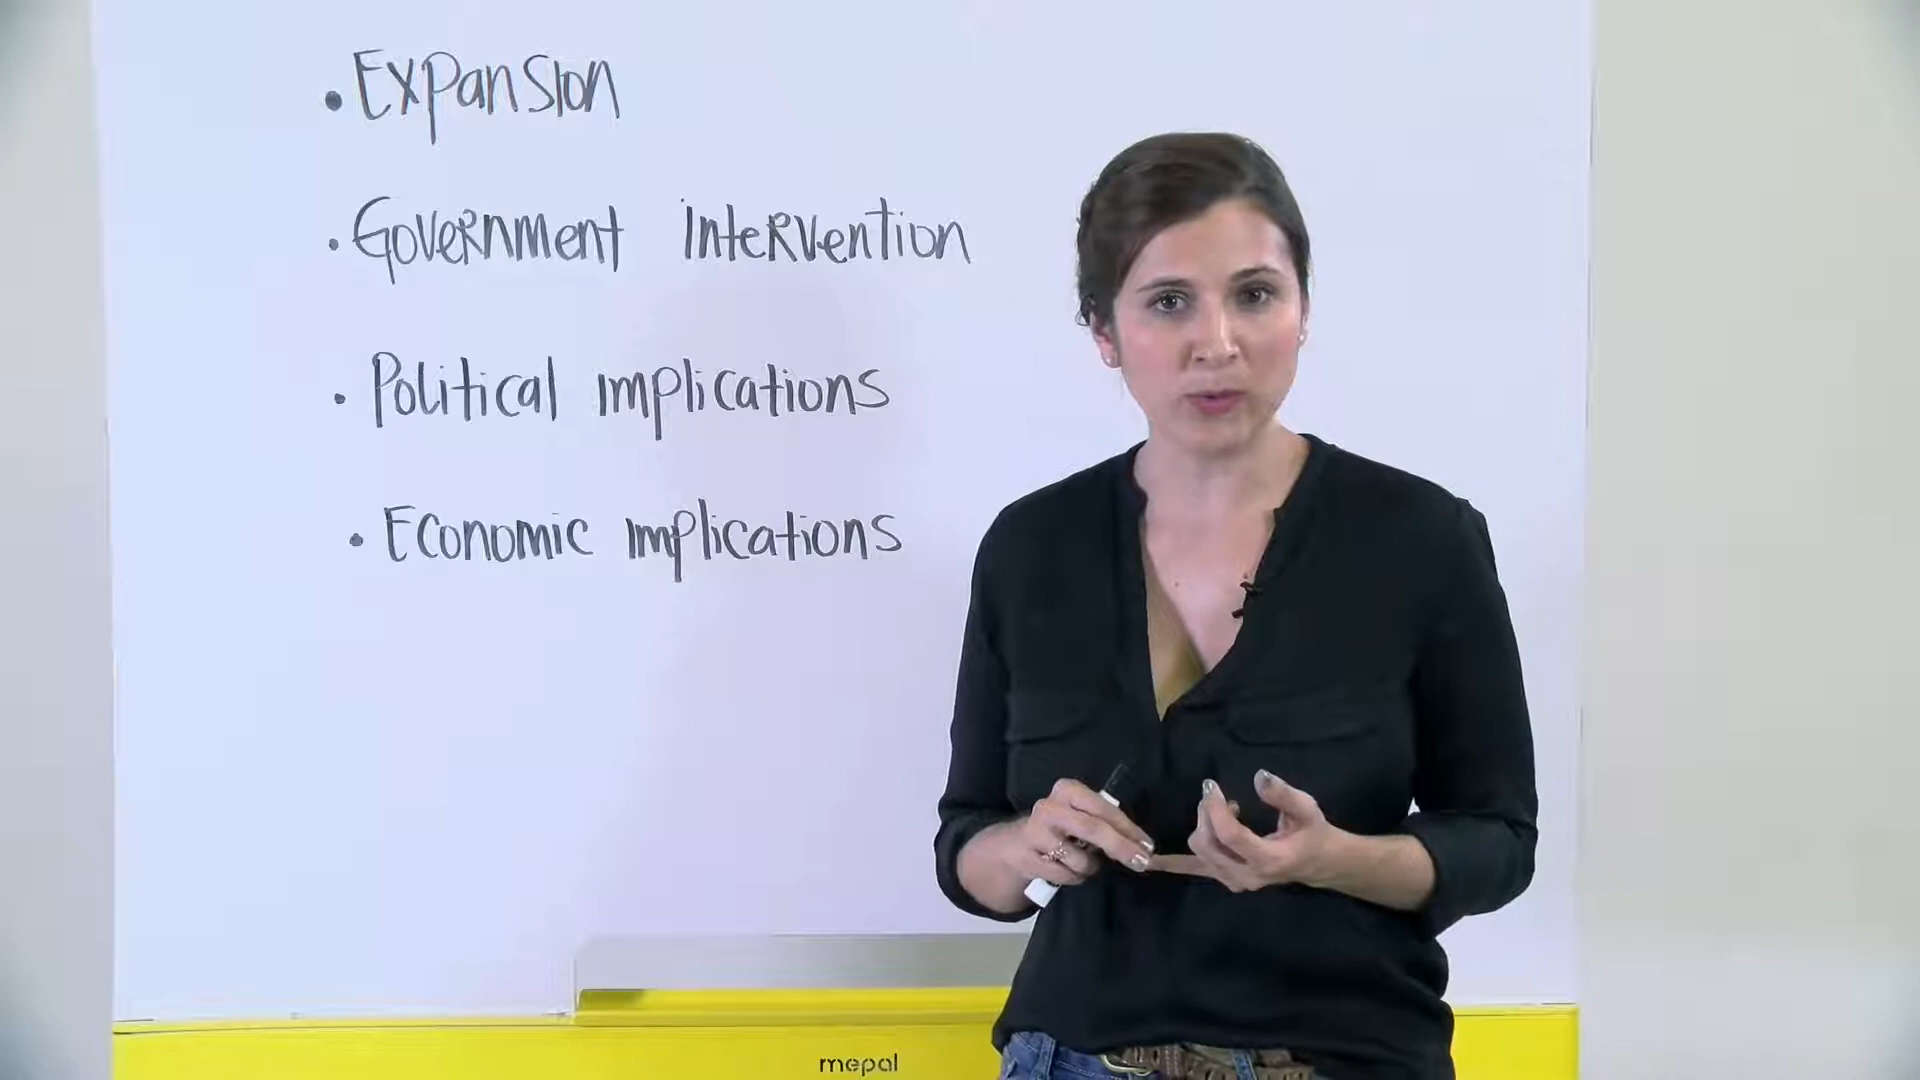 • Expansion
• Government intervention
• Political implications
• Economic implications
mepal